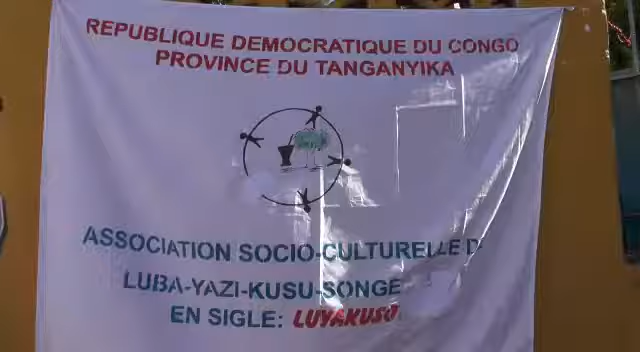 REPUBLIQUE DEMOCRATIQUE DU CONGO
PROVINCE DU TANGANYIKA
ASSOCIATION SOCIO-CULTURELLE D
LUBA-YAZI-KUSU-SONGE
EN SIGLE: LUYAKUSO